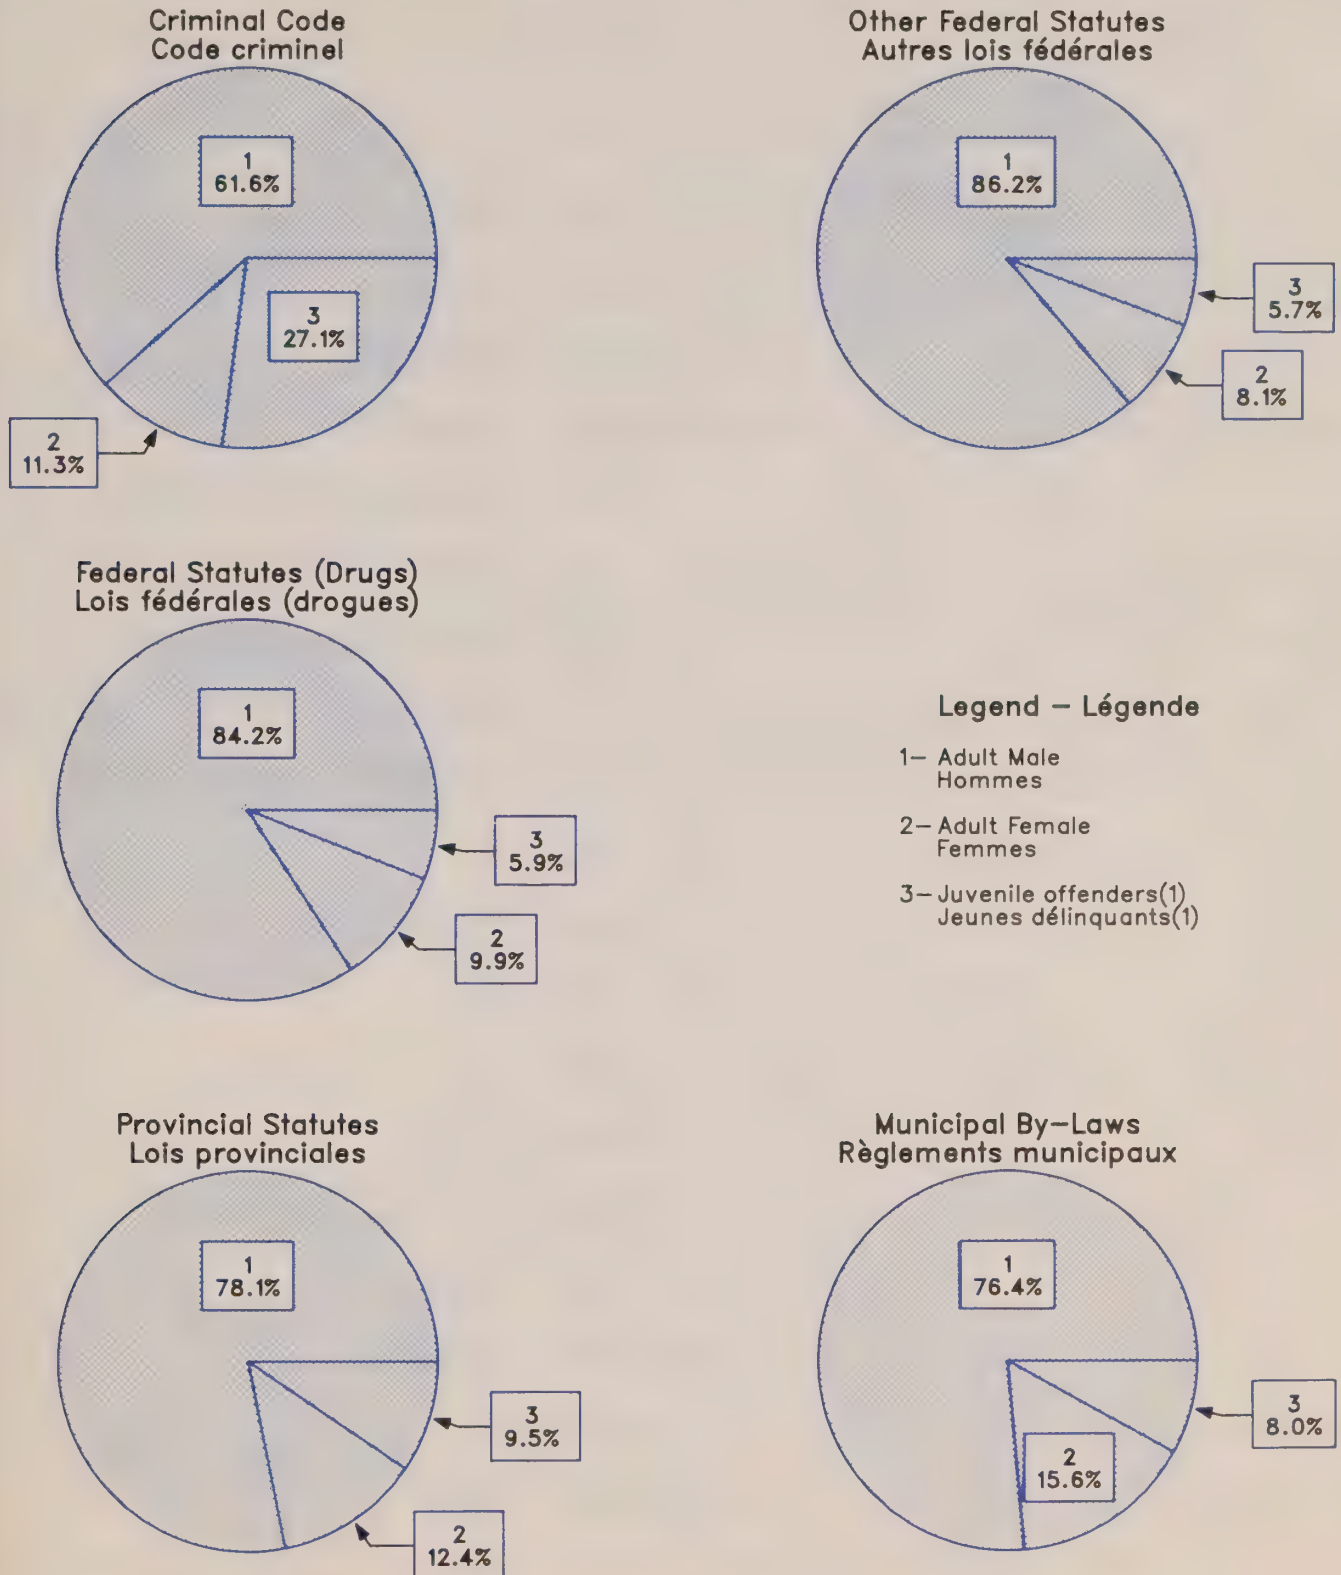 Criminal Code
Code criminel
1
61.6%
3
27.1%
2
11.3%
Other Federal Statutes
Autres lois fédérales
1
86.2%
3
5.7%
2
8.1%
Federal Statutes (Drugs)
Lois fédérales (drogues)
1
84.2%
3
5.9%
2
9.9%
Legend – Légende
1– Adult Male
Hommes
2– Adult Female
Femmes
3– Juvenile offenders(1)
Jeunes délinquants(1)
Provincial Statutes
Lois provinciales
1
78.1%
3
9.5%
2
12.4%
Municipal By–Laws
Règlements municipaux
1
76.4%
3
8.0%
2
15.6%